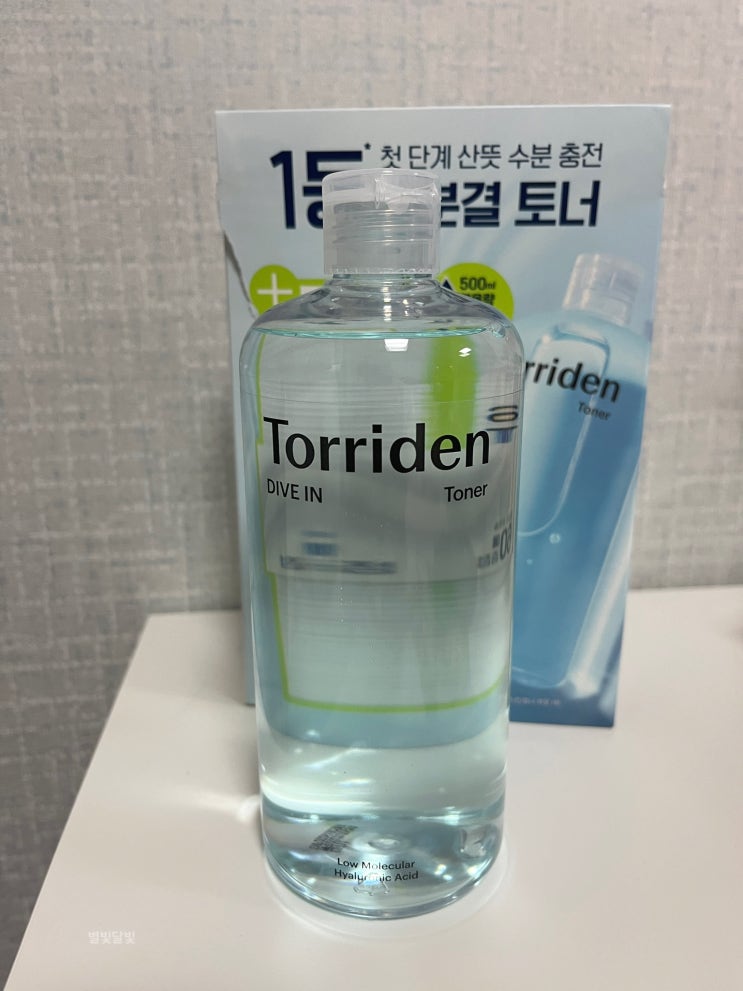 1등* 첫 단계 산뜻 수분 충전
결 토너
500ml
rriden
Toner
Torriden
DIVE IN Toner
Low Molecular
Hyaluronic Acid
별빛달빛